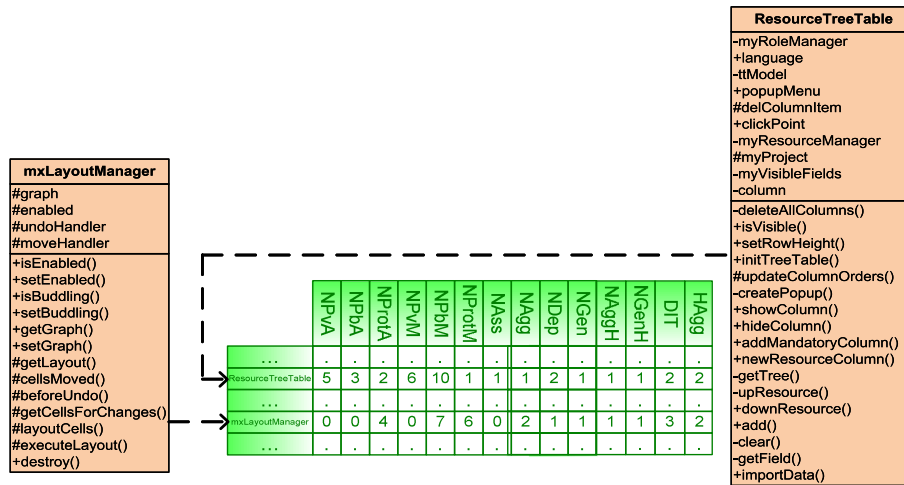 ResourceTreeTable
-myRoleManager
+language
-ttModel
+popupMenu
#delColumnItem
+clickPoint
-myResourceManager
#myProject
-myVisibleFields
-column
-deleteAllColumns()
+isVisible()
+setRowHeight()
+initTreeTable()
#updateColumnOrders()
-createPopup()
+showColumn()
+hideColumn()
+addMandatoryColumn()
+newResourceColumn()
-getTree()
-upResource()
+downResource()
+add()
-clear()
-getField()
+importData()
mxLayoutManager
#graph
#enabled
#undoHandler
#moveHandler
+isEnabled()
+setEnabled()
+isBuddling()
+setBuddling()
+getGraph()
+setGraph()
#getLayout()
#cellsMoved()
#beforeUndo()
#getCellsForChanges()
#layoutCells()
#executeLayout()
+destroy()
NPvA NPbA NProtA NPvM NPbM NProtM NAss NAgg NDep NGen NAggH NGenH DIT HAgg
... . . . . . . . . . . . . . .
ResourceTreeTable 5 3 2 6 10 1 1 1 2 1 1 1 2 2
... . . . . . . . . . . . . . .
mxLayoutManager 0 0 4 0 7 6 0 2 1 1 1 1 3 2
... . . . . . . . . . . . . . .